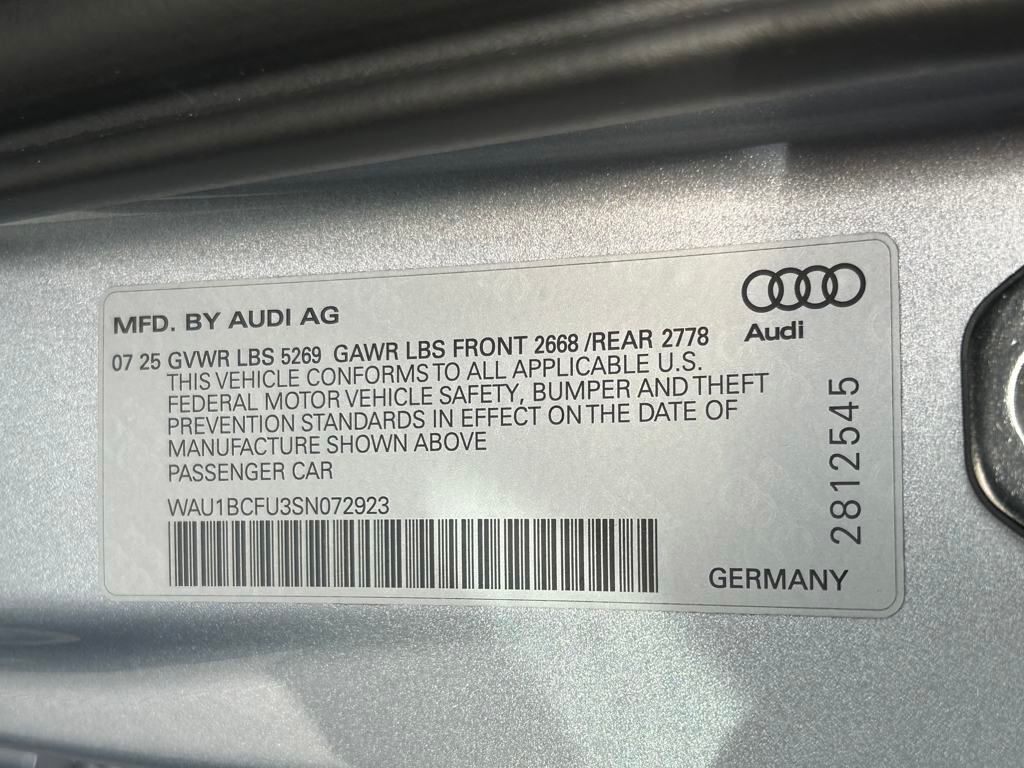 MFD. BY AUDI AG
Audi
07 25 GVWR LBS 5269 GAWR LBS FRONT 2668 /REAR 2778
THIS VEHICLE CONFORMS TO ALL APPLICABLE U.S.
FEDERAL MOTOR VEHICLE SAFETY, BUMPER AND THEFT
PREVENTION STANDARDS IN EFFECT ON THE DATE OF
MANUFACTURE SHOWN ABOVE
PASSENGER CAR
WAU1BCFU3SN072923
2812545
GERMANY